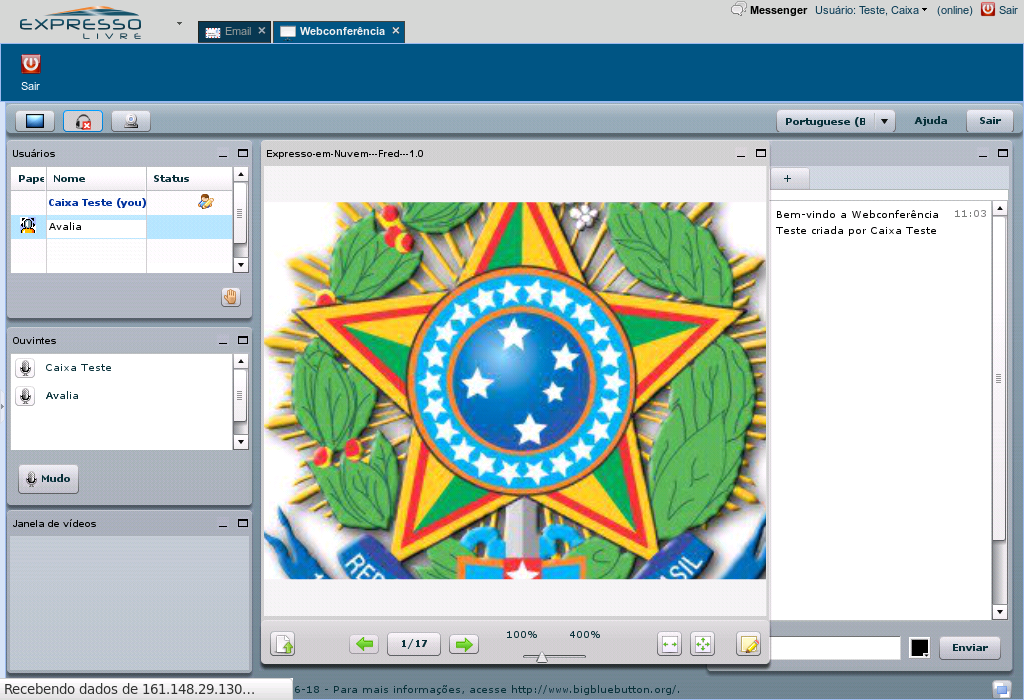 EXPRESSO
LIVRE
Email
Webconferência
Messenger
Usuário: Teste, Caixa
(online)
Sair
Sair
Portuguese (B
Ajuda
Sair
Usuários
Pape
Nome
Status
Caixa Teste (you)
Avalia
Ouvintes
Caixa Teste
Avalia
Mudo
Janela de vídeos
Expresso-em-Nuvem---Fred---1.0
SIL
1/17
100%
400%
+
Bem-vindo a Webconferência
11:03
Teste criada por Caixa Teste
Enviar
Recebendo dados de 161.148.29.130...
6-18 - Para mais informações, acesse http://www.bigbluebutton.org/.